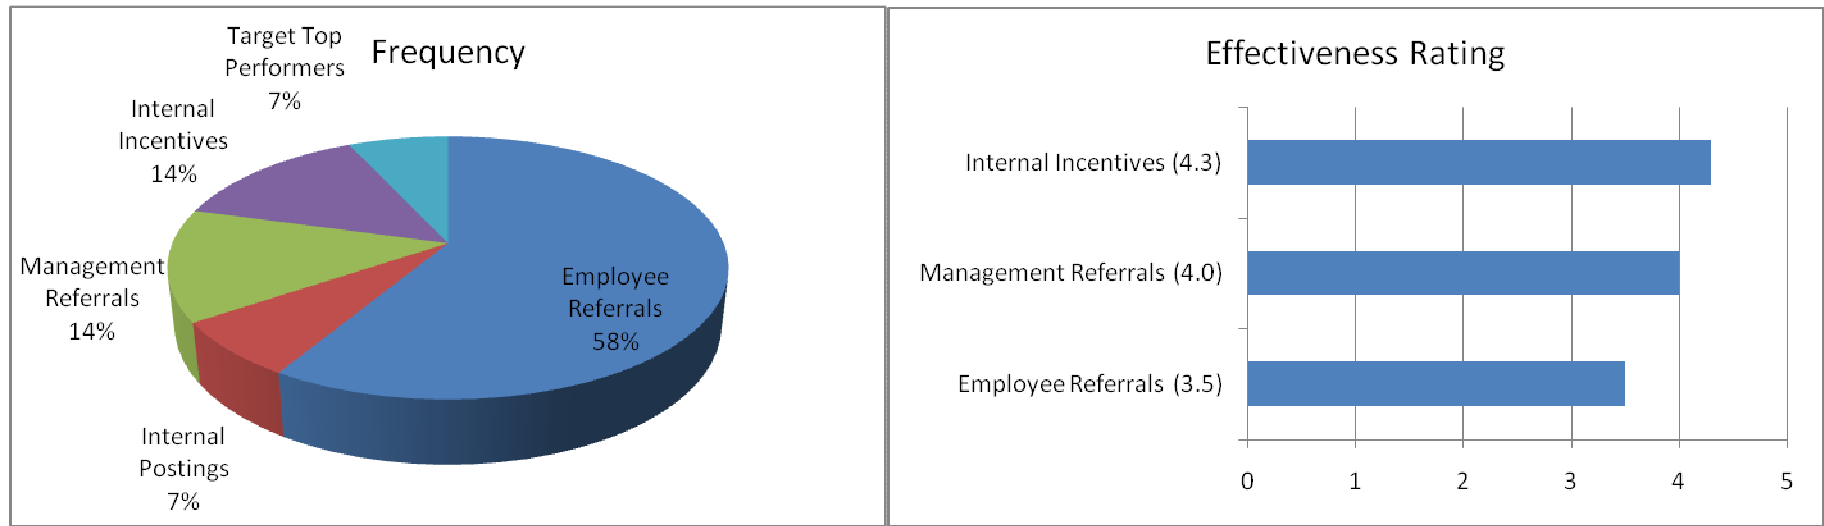 Frequency
Target Top
Performers
7%
Internal
Incentives
14%
Management
Referrals
14%
Employee
Referrals
58%
Internal
Postings
7%
Effectiveness Rating
Internal Incentives (4.3)
Management Referrals (4.0)
Employee Referrals (3.5)
0 1 2 3 4 5